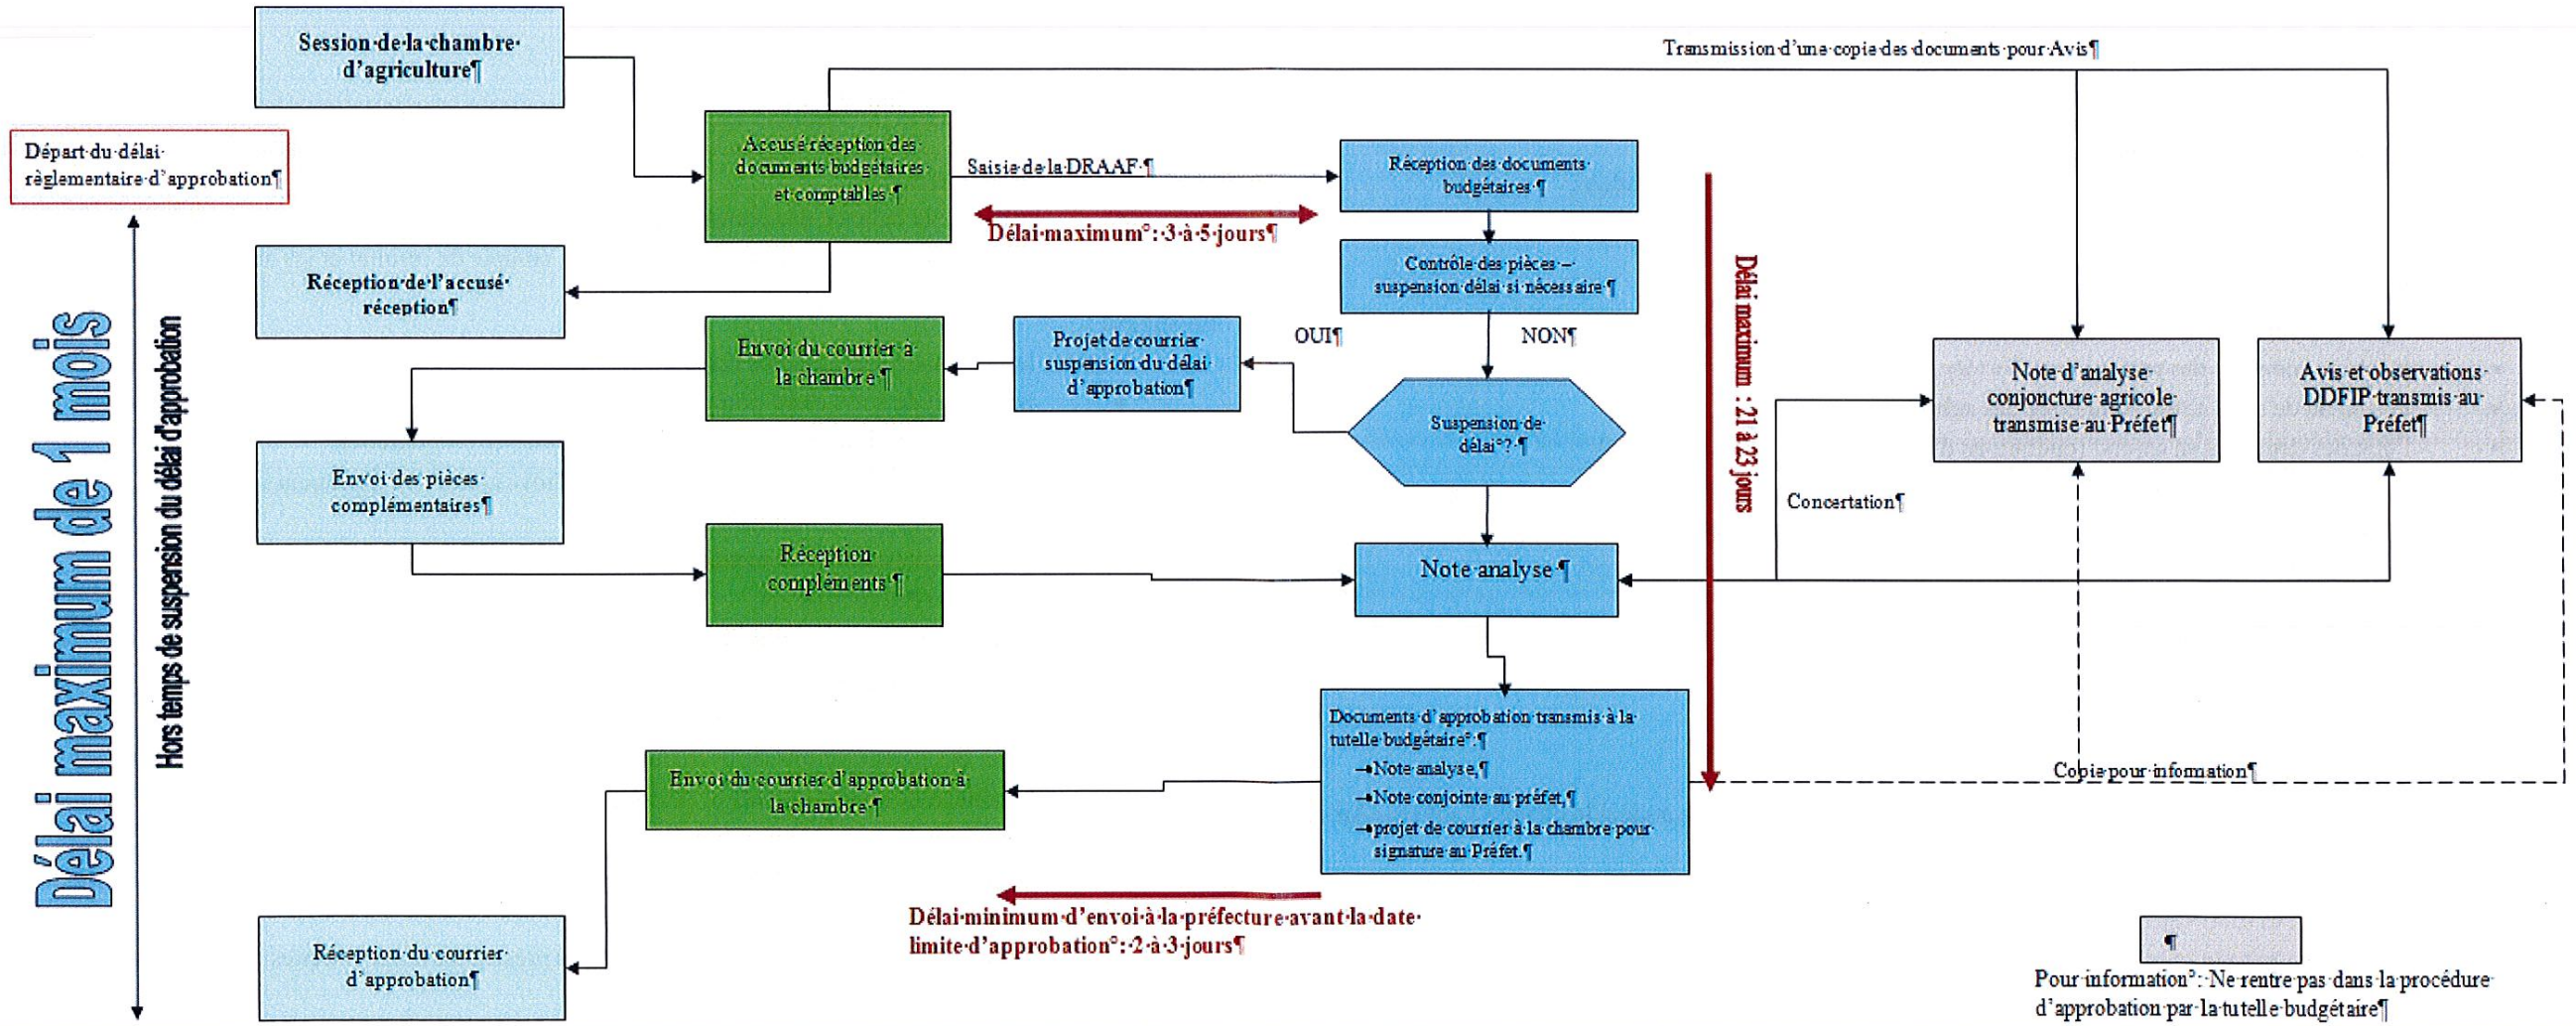 Session de la chambre
d'agriculture¶
Transmission d'une copie des documents pour Avis¶
Départ du délai
règlementaire d'approbation¶
Accusé réception des
documents budgétaires
et comptables ¶
Saisie de la DRAAF ¶
Réception des documents
budgétaires ¶
Délai maximum° : 3 à 5 jours¶
Réception de l'accusé
réception¶
Contrôle des pièces –
suspension délai si nécessaire ¶
Envoi du courrier à
la chambre ¶
Projet de courrier
suspension du délai
d'approbation¶
OUI¶
NON¶
Suspension de
délai° ? ¶
Délai maximum : 21 à 23 jours
Note d'analyse
conjoncture agricole
transmise au Préfet¶
Avis et observations
DDFIP transmis au
Préfet¶
Délai maximum de 1 mois
Hors temps de suspension du délai d'approbation
Envoi des pièces
complémentaires¶
Concertation¶
Réception
compléments ¶
Note analyse ¶
Documents d'approbation transmis à la
tutelle budgétaire° :¶
→Note analyse,¶
→Note conjointe au préfet,¶
→projet de courrier à la chambre pour
signature au Préfet.¶
Envoi du courrier d'approbation à
la chambre ¶
Copie pour information¶
Délai minimum d'envoi à la préfecture avant la date
limite d'approbation° : 2 à 3 jours¶
Réception du courrier
d'approbation¶
¶
Pour information° : Ne rentre pas dans la procédure
d'approbation par la tutelle budgétaire¶